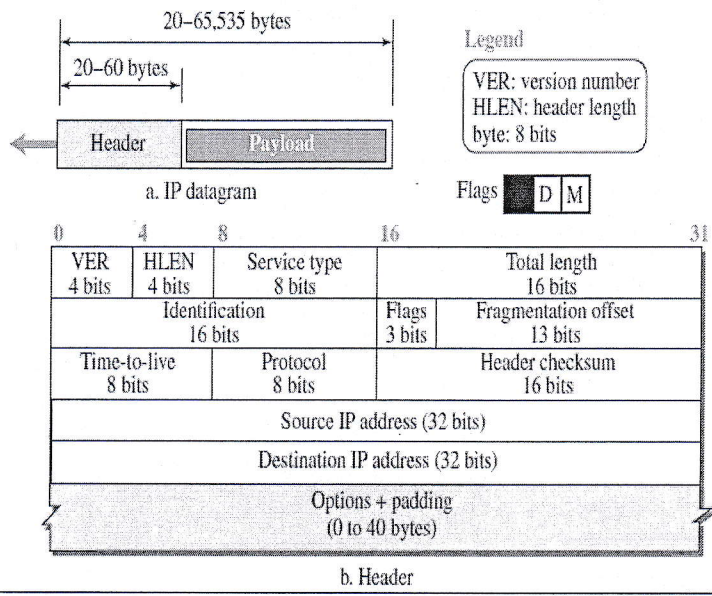 20–65,535 bytes
20–60 bytes
Header
Payload
a. IP datagram
Legend
VER: version number
HLEN: header length
byte: 8 bits
Flags D M
0 4 8 16 31
VER HLEN Service type Total length
4 bits 4 bits 8 bits 16 bits
Identification Flags Fragmentation offset
16 bits 3 bits 13 bits
Time-to-live Protocol Header checksum
8 bits 8 bits 16 bits
Source IP address (32 bits)
Destination IP address (32 bits)
Options + padding
(0 to 40 bytes)
b. Header